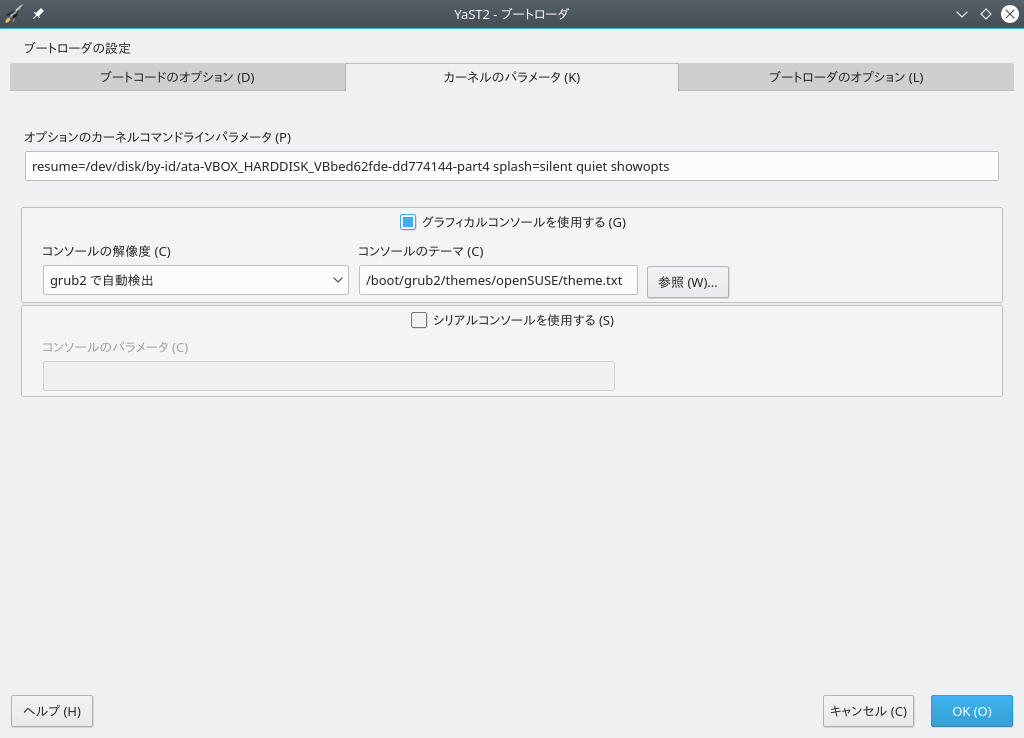 YaST2 - ブートローダ
ブートローダの設定
ブートコードのオプション (D)
カーネルのパラメータ (K)
ブートローダのオプション (L)
オプションのカーネルコマンドラインパラメータ (P)
resume=/dev/disk/by-id/ata-VBOX_HARDDISK_VBbed62fde-dd774144-part4 splash=silent quiet showopts
グラフィカルコンソールを使用する (G)
コンソールの解像度 (C)
コンソールのテーマ (C)
grub2 で自動検出
/boot/grub2/themes/openSUSE/theme.txt
参照 (W)...
シリアルコンソールを使用する (S)
コンソールのパラメータ (C)
ヘルプ (H)
キャンセル (C)
OK (O)